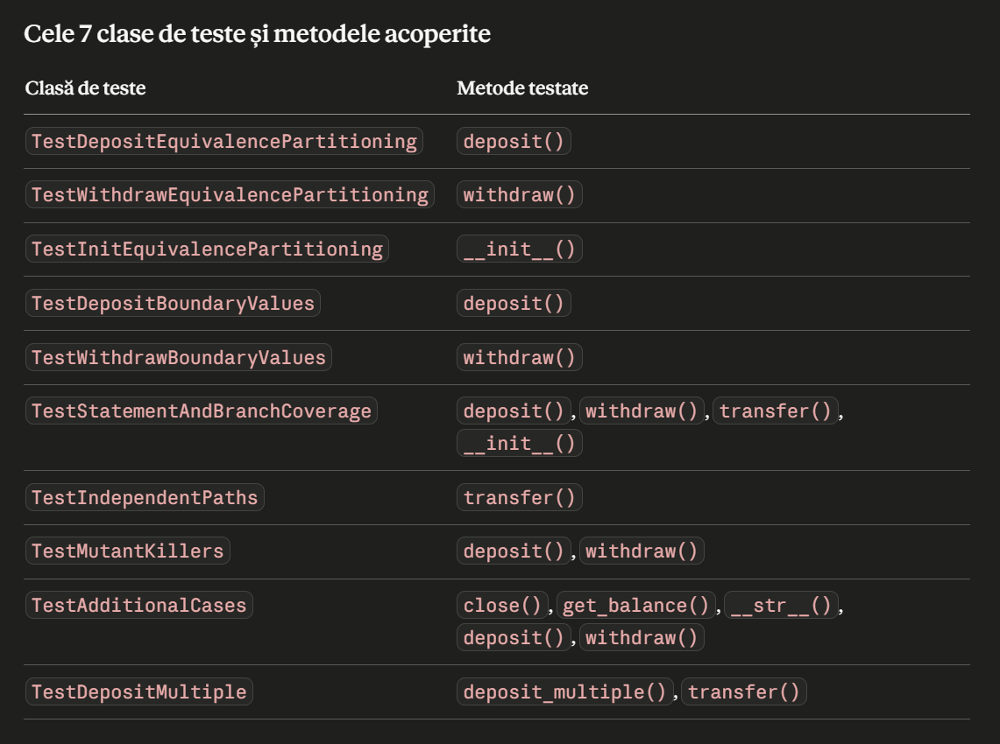 Cele 7 clase de teste și metodele acoperite
Clasă de teste Metode testate
TestDepositEquivalencePartitioning deposit()
TestWithdrawEquivalencePartitioning withdraw()
TestInitEquivalencePartitioning __init__()
TestDepositBoundaryValues deposit()
TestWithdrawBoundaryValues withdraw()
TestStatementAndBranchCoverage deposit(), withdraw(), transfer(),
__init__()
TestIndependentPaths transfer()
TestMutantKillers deposit(), withdraw()
TestAdditionalCases close(), get_balance(), __str__(),
deposit(), withdraw()
TestDepositMultiple deposit_multiple(), transfer()